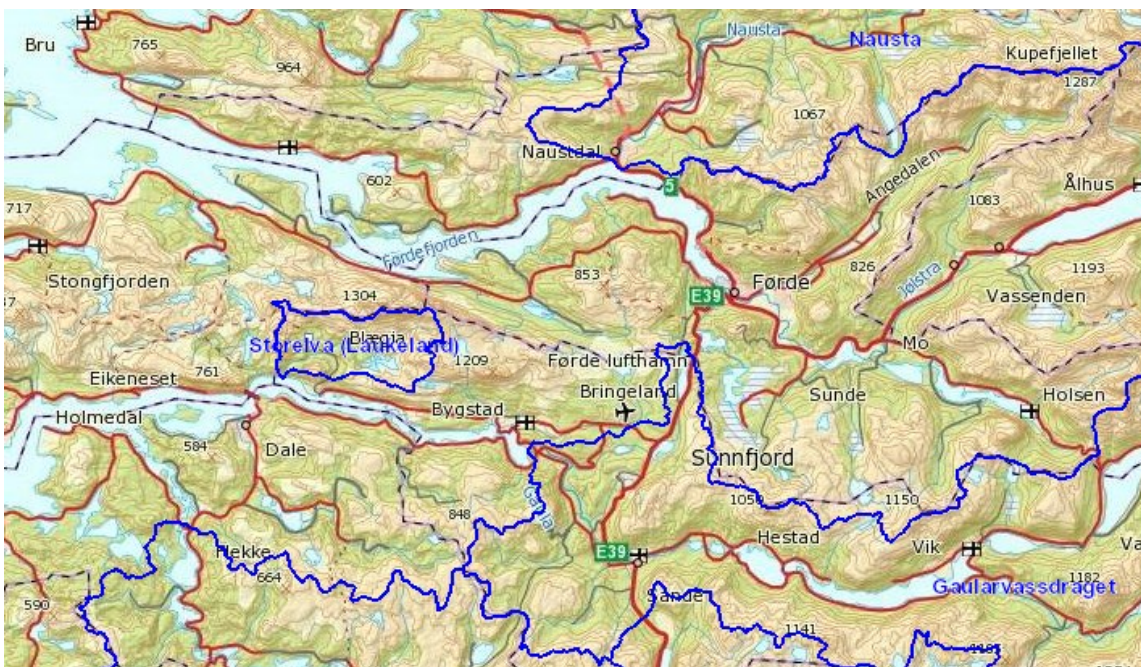 Bru
765
964
Nausta
Nausta
Kupefjellet
1287
1067
Naustdal
602
5
Angedalen
Ålhus
717
1083
Førdefjorden
Stongfjorden
853
826
Jølstra
1193
Førde
E39
Vassenden
1304
Blægja
Storelva (Laukeland)
1209
Førde lufthamn
Mo
Eikeneset
761
Bringeland
Sunde
Holsen
Holmedal
Bygstad
584
Dale
Sunnfjord
1050
1150
848
Hestad
Vik
Flekke
664
E39
Sande
Gaularvassdraget
1182
590
1141